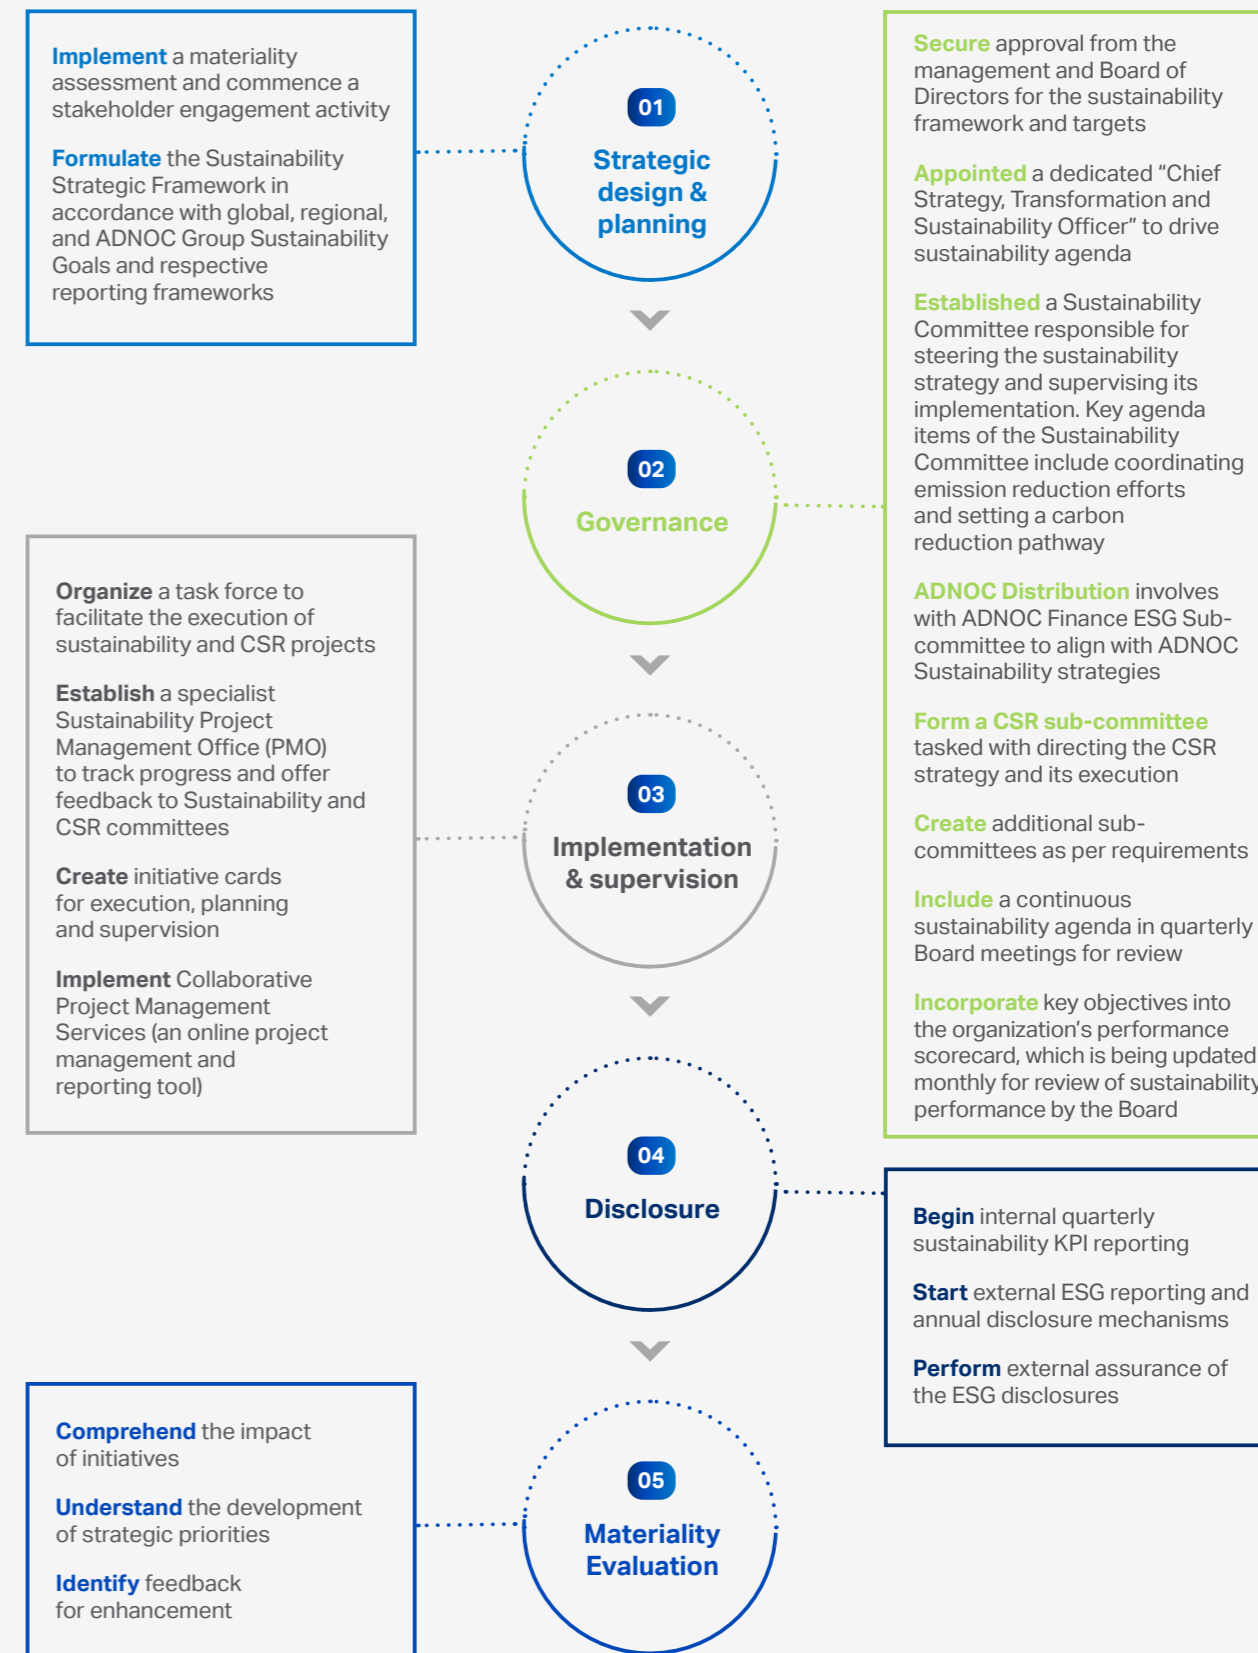 Implement a materiality
assessment and commence a
stakeholder engagement activity
Formulate the Sustainability
Strategic Framework in
accordance with global, regional,
and ADNOC Group Sustainability
Goals and respective
reporting frameworks
01
Strategic
design &
planning
Secure approval from the
management and Board of
Directors for the sustainability
framework and targets
Appointed a dedicated “Chief
Strategy, Transformation and
Sustainability Officer” to drive
sustainability agenda
Established a Sustainability
Committee responsible for
steering the sustainability
strategy and supervising its
implementation. Key agenda
items of the Sustainability
Committee include coordinating
emission reduction efforts
and setting a carbon
reduction pathway
ADNOC Distribution involves
with ADNOC Finance ESG Sub-
committee to align with ADNOC
Sustainability strategies
Form a CSR sub-committee
tasked with directing the CSR
strategy and its execution
Create additional sub-
committees as per requirements
Include a continuous
sustainability agenda in quarterly
Board meetings for review
Incorporate key objectives into
the organization’s performance
scorecard, which is being updated
monthly for review of sustainability
performance by the Board
02
Governance
Organize a task force to
facilitate the execution of
sustainability and CSR projects
Establish a specialist
Sustainability Project
Management Office (PMO)
to track progress and offer
feedback to Sustainability and
CSR committees
Create initiative cards
for execution, planning
and supervision
Implement Collaborative
Project Management
Services (an online project
management and
reporting tool)
03
Implementation
& supervision
04
Disclosure
Begin internal quarterly
sustainability KPI reporting
Start external ESG reporting and
annual disclosure mechanisms
Perform external assurance of
the ESG disclosures
Comprehend the impact
of initiatives
Understand the development
of strategic priorities
Identify feedback
for enhancement
05
Materiality
Evaluation